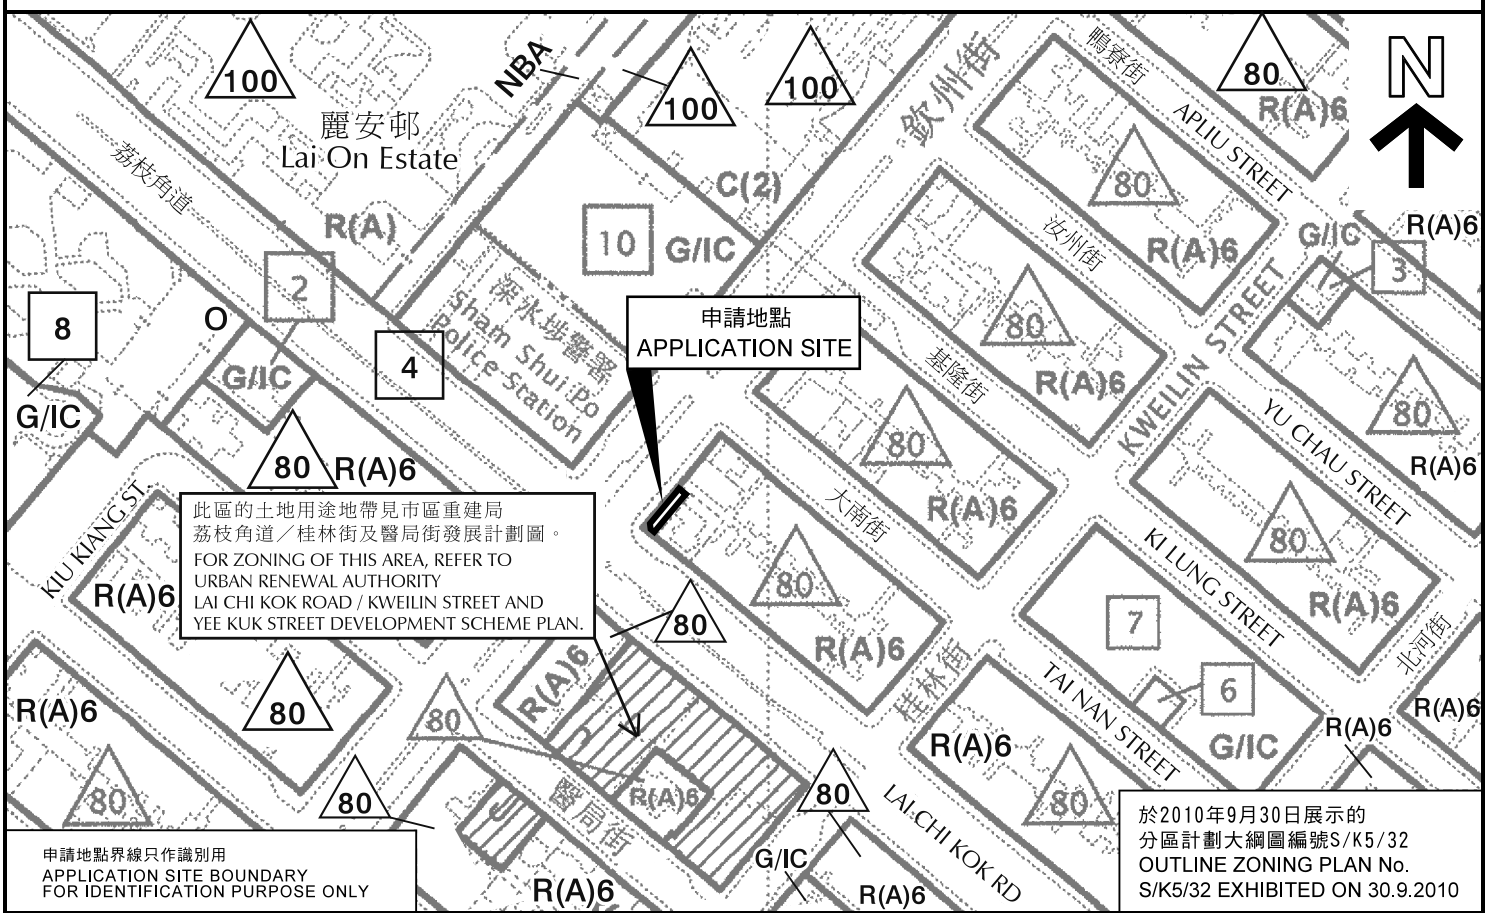 100
NBA
100
100
80
N
麗安邨
Lai On Estate
荔枝角道
欽州街
鴨寮街
APLIU STREET
R(A)6
C(2)
R(A)
80
R(A)6
汝州街
10
G/IC
2
深水埗警署
Sham Shui Po
Police Station
R(A)6
G/IC
3
8
O
4
G/IC
G/IC
申請地點
APPLICATION SITE
80
R(A)6
基隆街
KWEILIN STREET
YU CHAU STREET
80
R(A)6
80
R(A)6
80
R(A)6
大南街
KIU KIANG ST.
此區的土地用途地帶見市區重建局
荔枝角道／桂林街及醫局街發展計劃圖。
FOR ZONING OF THIS AREA, REFER TO
URBAN RENEWAL AUTHORITY
LAI CHI KOK ROAD / KWEILIN STREET AND
YEE KUK STREET DEVELOPMENT SCHEME PLAN.
R(A)6
80
R(A)6
80
80
R(A)6
KI LUNG STREET
7
6
G/IC
TAI NAN STREET
北河街
桂林街
R(A)6
80
R(A)6
80
R(A)6
80
R(A)6
醫局街
80
80
R(A)6
80
LAI CHI KOK RD
R(A)6
R(A)6
80
R(A)6
G/IC
R(A)6
申請地點界線只作識別用
APPLICATION SITE BOUNDARY
FOR IDENTIFICATION PURPOSE ONLY
於2010年9月30日展示的
分區計劃大綱圖編號S/K5/32
OUTLINE ZONING PLAN No.
S/K5/32 EXHIBITED ON 30.9.2010